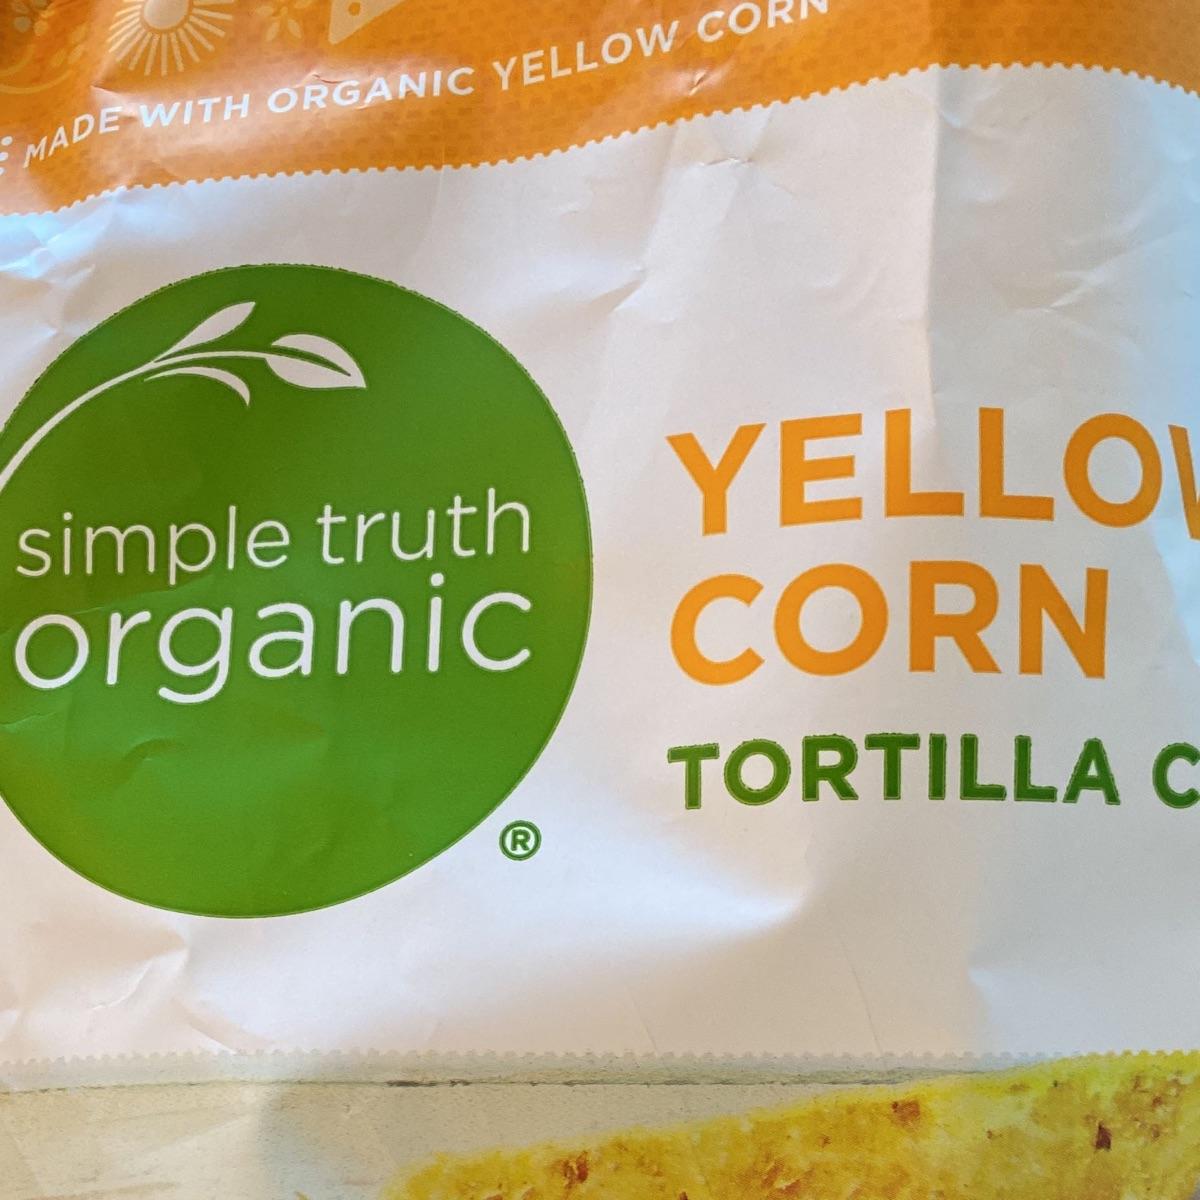 MADE WITH ORGANIC YELLOW CORN
simple truth
organic
®
YELLOW
CORN
TORTILLA C